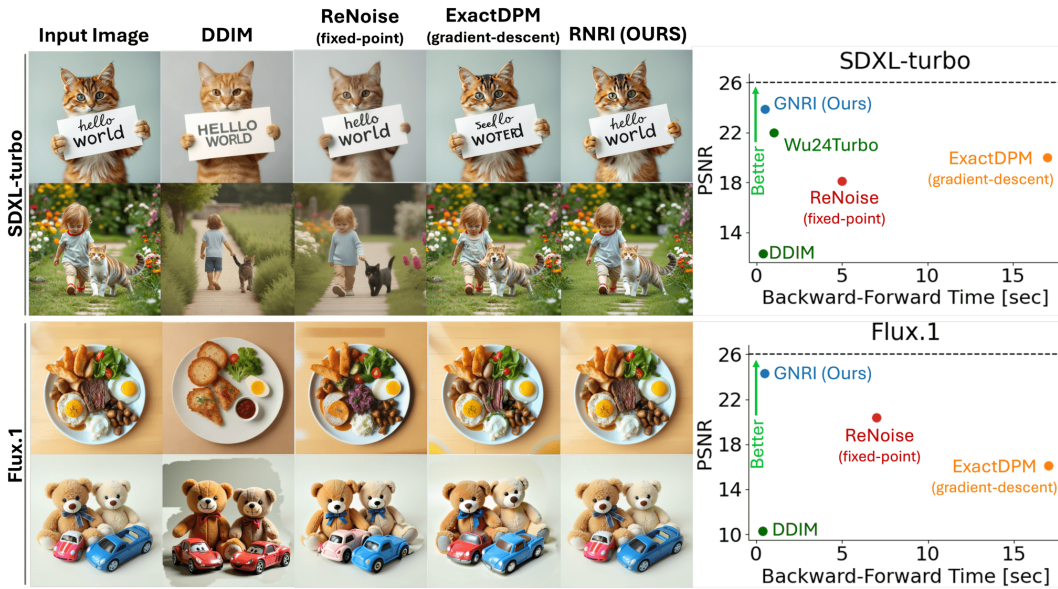 Input Image
DDIM
ReNoise
(fixed-point)
ExactDPM
(gradient-descent)
RNRI (OURS)
SDXL-turbo
hello
world
HELLLO
WORLD
hello
world
seello
WOTERD
hello
world
Flux.1
SDXL-turbo
26
22
18
14
PSNR
Better
GNRI (Ours)
Wu24Turbo
ExactDPM
(gradient-descent)
ReNoise
(fixed-point)
DDIM
0
5
10
15
Backward-Forward Time [sec]
Flux.1
26
22
18
14
10
PSNR
Better
GNRI (Ours)
ReNoise
(fixed-point)
ExactDPM
(gradient-descent)
DDIM
0
5
10
15
Backward-Forward Time [sec]